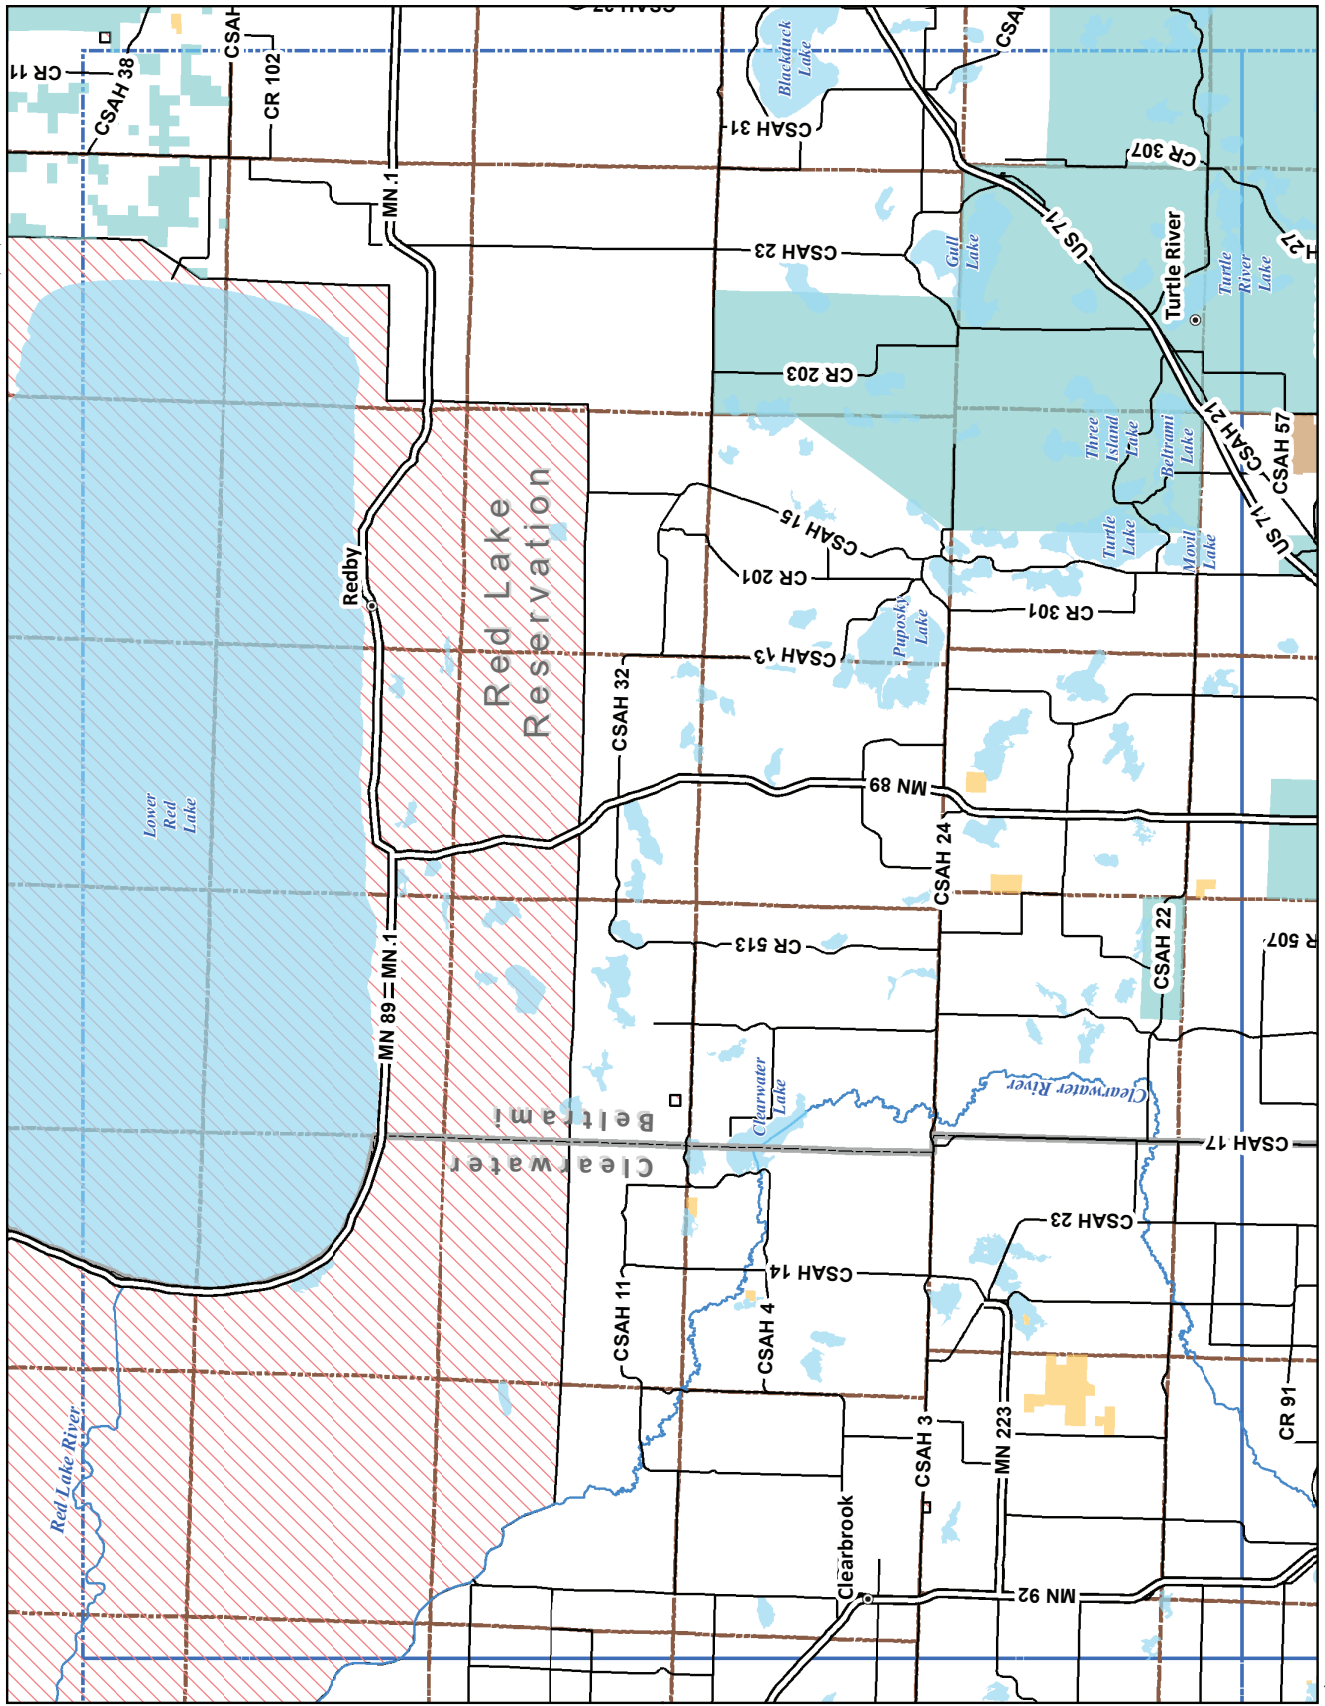 CSAH 27
CSAH
CSA
CR 11
CSAH 38
CR 102
Blackduck
Lake
CSAH 31
CR 307
MN 1
CSAH 23
Gull
Lake
US 71
Turtle River
Turtle
River
Lake
H 27
CR 203
Three
Island
Lake
Beltrami
Lake
CSAH 21
CSAH 57
US 71
Red Lake
Reservation
CSAH 15
CR 201
Turtle
Lake
Movil
Lake
Redby
Puposky
Lake
CR 301
CSAH 13
CSAH 32
Lower
Red
Lake
MN 89
CSAH 24
MN 89 = MN 1
CR 513
CSAH 22
R 507
Clearwater
Lake
Clearwater River
Beltrami
Clearwater
CSAH 17
CSAH 23
CSAH 14
CSAH 11
CSAH 4
Red Lake River
CSAH 3
MN 223
CR 91
Clearbrook
MN 92